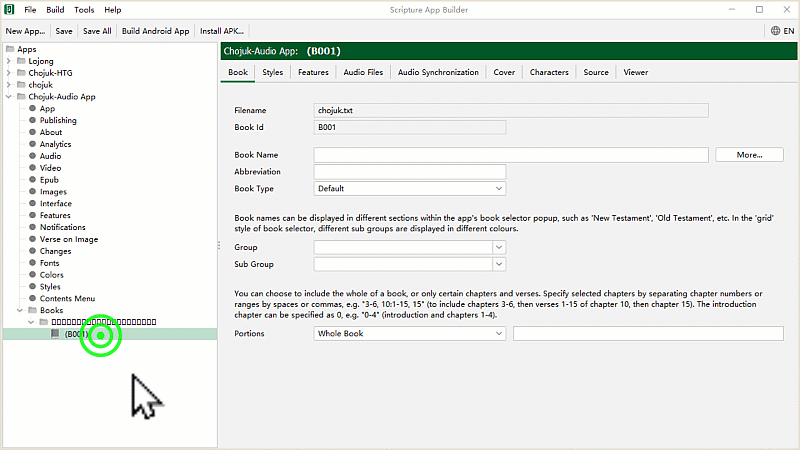 File Build Tools Help
Scripture App Builder
New App... Save Save All Build Android App Install APK... EN
Apps
Lojong
Chojuk-HTG
chojuk
Chojuk-Audio App
App
Publishing
About
Analytics
Audio
Video
Epub
Images
Interface
Features
Notifications
Verse on Image
Changes
Fonts
Colors
Styles
Contents Menu
Books
(B001)
Chojuk-Audio App: (B001)
Book Styles Features Audio Files Audio Synchronization Cover Characters Source Viewer
Filename chojuk.txt
Book Id B001
Book Name More...
Abbreviation
Book Type Default
Book names can be displayed in different sections within the app's book selector popup, such as 'New Testament', 'Old Testament', etc. In the 'grid'
style of book selector, different sub groups are displayed in different colours.
Group
Sub Group
You can choose to include the whole of a book, or only certain chapters and verses. Specify selected chapters by separating chapter numbers or
ranges by spaces or commas, e.g. "3-6, 10:1-15, 15" (to include chapters 3-6, then verses 1-15 of chapter 10, then chapter 15). The introduction
chapter can be specified as 0, e.g. "0-4" (introduction and chapters 1-4).
Portions Whole Book